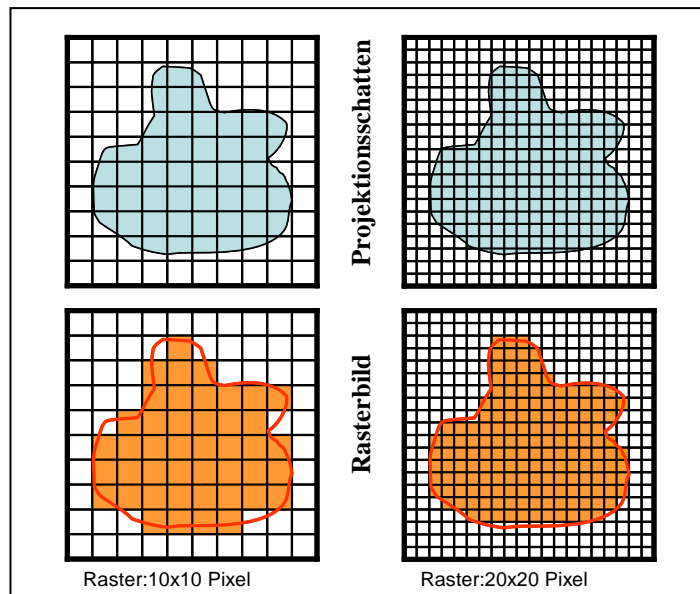 Projektionsschatten
Rasterbild
Raster:10x10 Pixel
Raster:20x20 Pixel